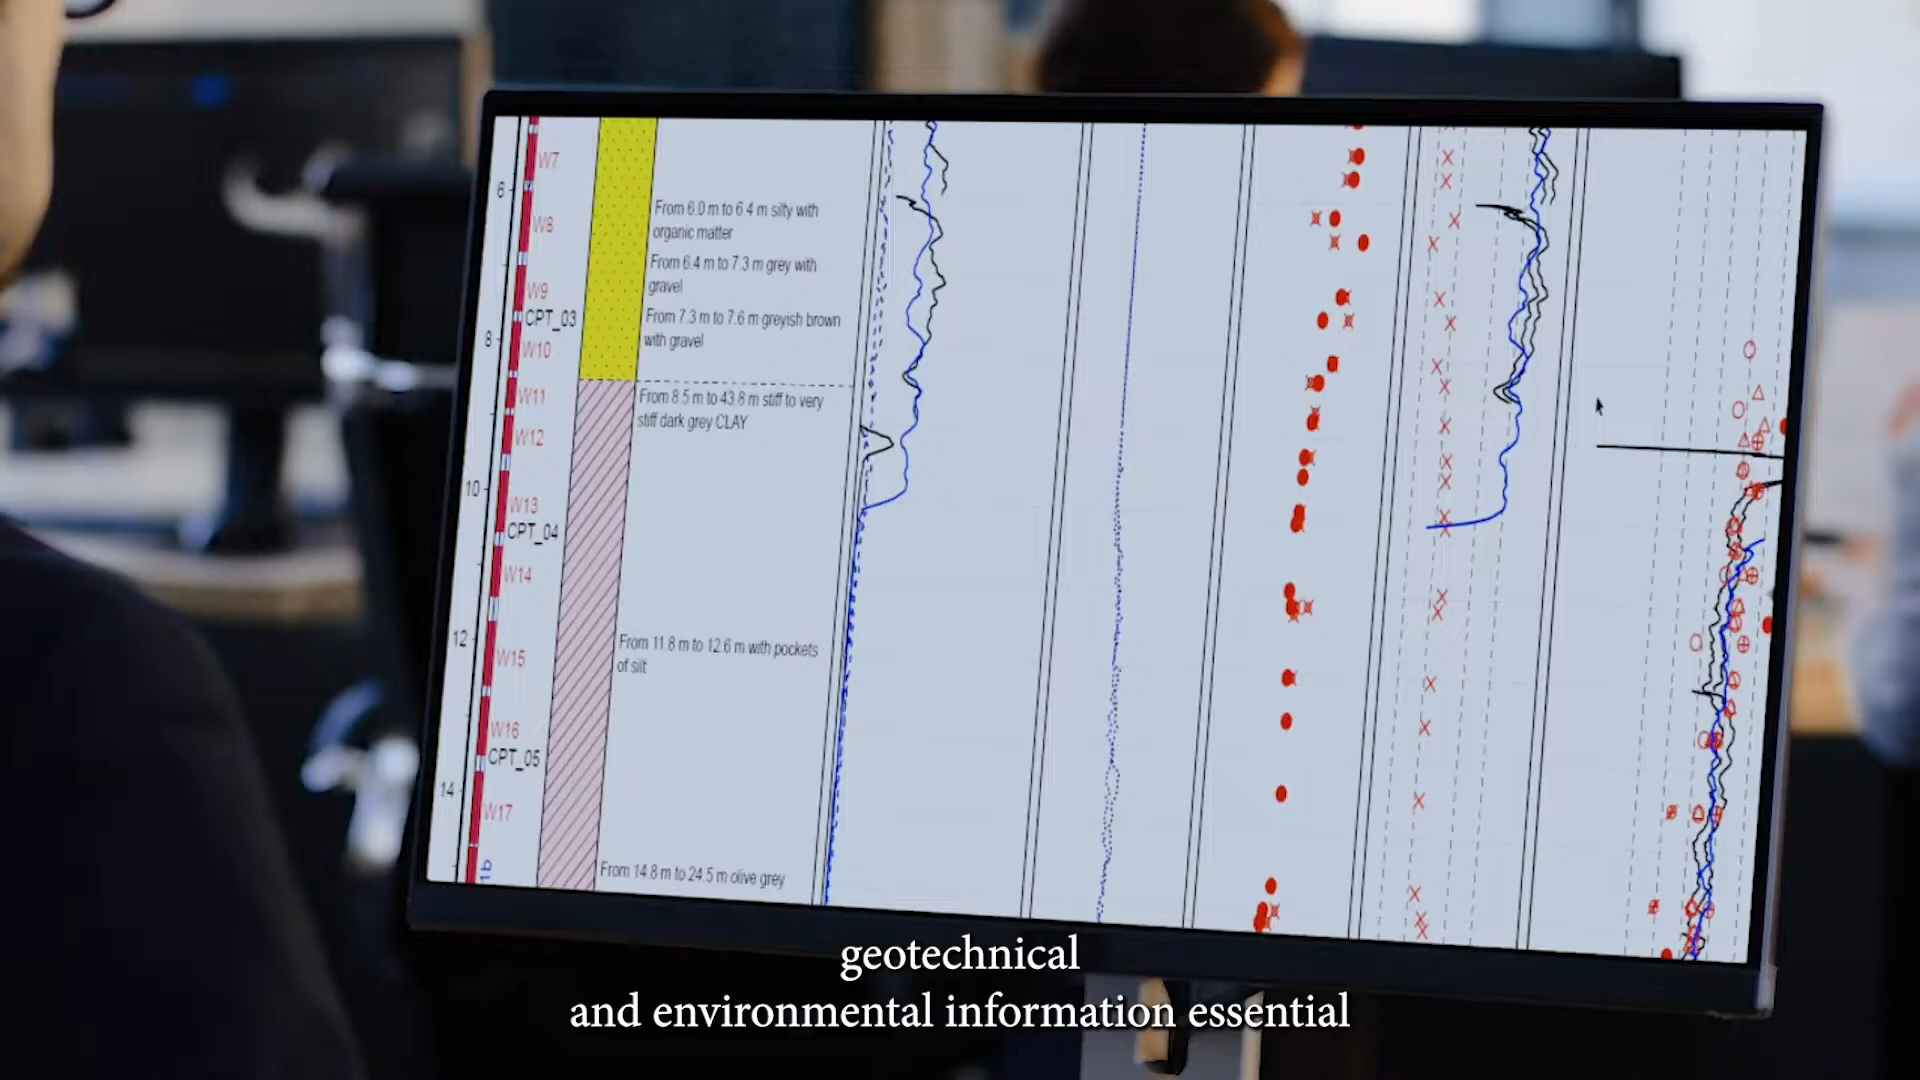 W7
6
From 6.0 m to 6.4 m silty with
organic matter
W8
From 6.4 m to 7.3 m grey with
gravel
W9
CPT_03
From 7.3 m to 7.6 m greyish brown
with gravel
8
W10
W11
From 8.5 m to 43.8 m stiff to very
stiff dark grey CLAY
W12
10
W13
CPT_04
W14
12
From 11.8 m to 12.6 m with pockets
of silt
W15
W16
CPT_05
14
W17
1b
From 14.8 m to 24.5 m olive grey
geotechnical
and environmental information essential